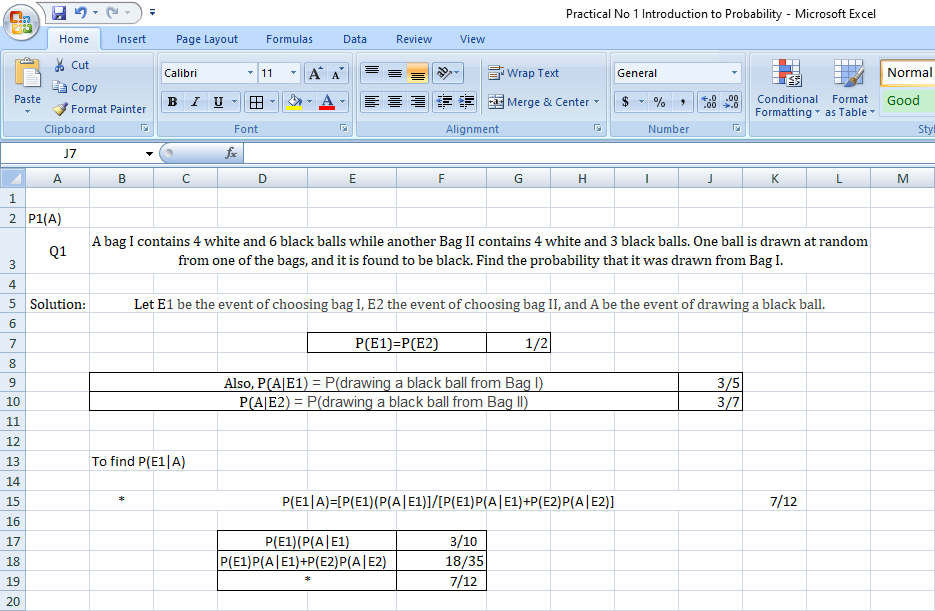 Practical No 1 Introduction to Probability - Microsoft Excel
Home Insert Page Layout Formulas Data Review View
Paste
Cut
Copy
Format Painter
Clipboard
Calibri 11 A A
B I U A
Font
Wrap Text
Merge & Center
Alignment
General
$ % , .0 .00 .00 .0
Number
Conditional Formatting
Format as Table
Normal
Good
Sty
J7 fx
A B C D E F G H I J K L M
1
2 P1(A)
3 Q1 A bag I contains 4 white and 6 black balls while another Bag II contains 4 white and 3 black balls. One ball is drawn at random
from one of the bags, and it is found to be black. Find the probability that it was drawn from Bag I.
4
5 Solution: Let E1 be the event of choosing bag I, E2 the event of choosing bag II, and A be the event of drawing a black ball.
6
7 P(E1)=P(E2) 1/2
8
9 Also, P(A|E1) = P(drawing a black ball from Bag I) 3/5
10 P(A|E2) = P(drawing a black ball from Bag II) 3/7
11
12
13 To find P(E1|A)
14
15 * P(E1|A)=[P(E1)(P(A|E1)]/[P(E1)P(A|E1)+P(E2)P(A|E2)] 7/12
16
17 P(E1)(P(A|E1) 3/10
18 P(E1)P(A|E1)+P(E2)P(A|E2) 18/35
19 * 7/12
20